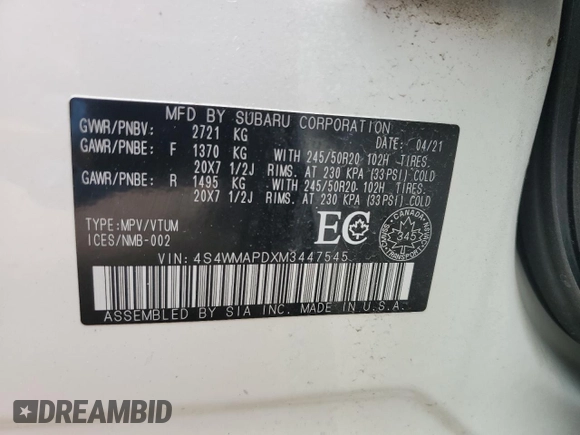 MFD BY SUBARU CORPORATION
GVWR/PNBV: 2721 KG DATE: 04/21
GAWR/PNBE: F 1370 KG WITH 245/50R20 102H TIRES.
20X7 1/2J RIMS. AT 230 KPA (33PSI) COLD
GAWR/PNBE: R 1495 KG WITH 245/50R20 102H TIRES.
20X7 1/2J RIMS. AT 230 KPA (33PSI) COLD
TYPE:MPV/VTUM
ICES/NMB-002
EC
CANADA
345
TRANSPORT
VIN: 4S4WMAPDXM3447545
ASSEMBLED BY SIA INC. MADE IN U.S.A.
DREAMBID